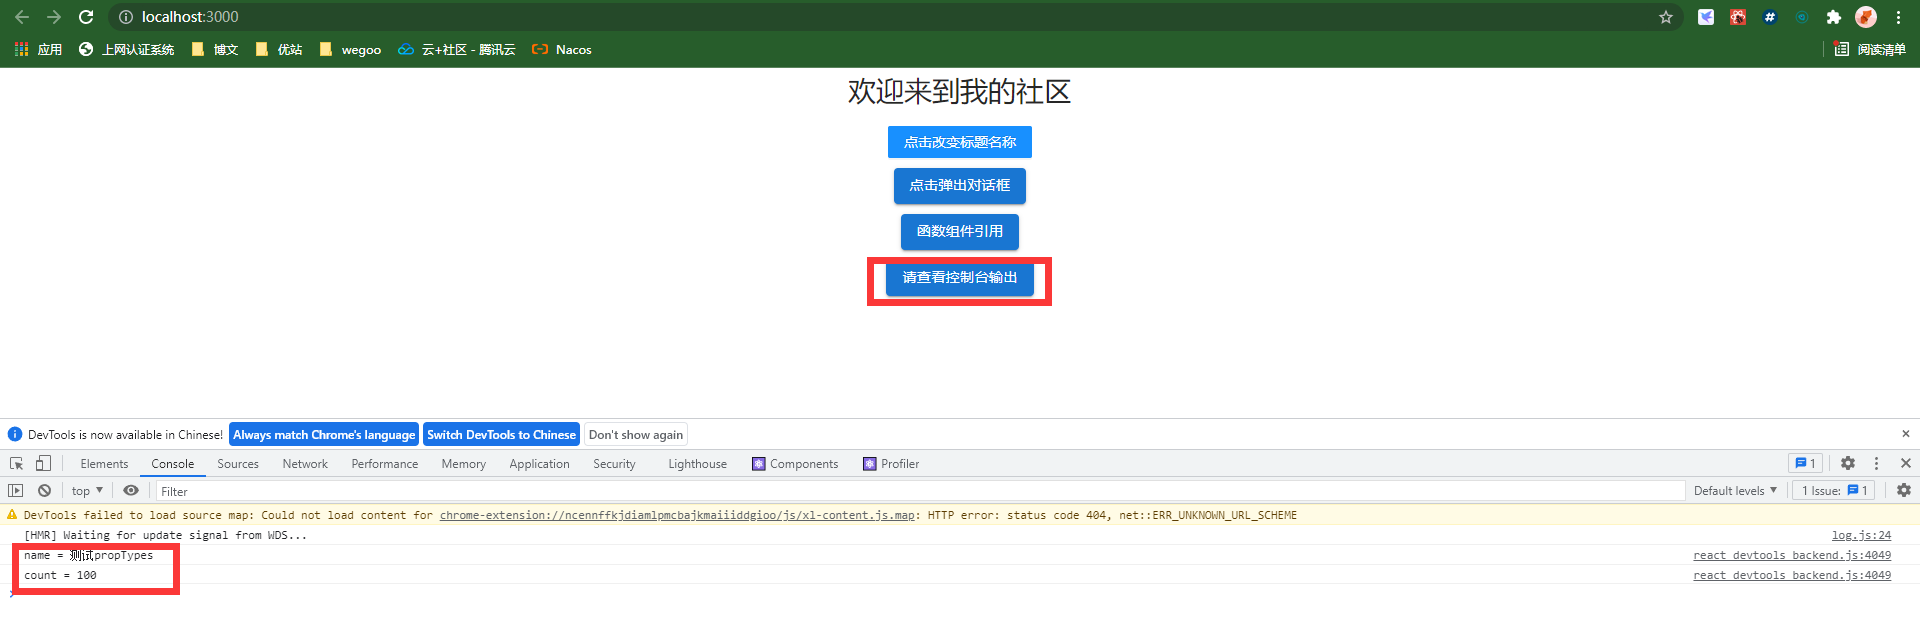 localhost:3000
应用 上网认证系统 博文 优站 wegoo 云+社区 - 腾讯云 Nacos 阅读清单
欢迎来到我的社区
点击改变标题名称
点击弹出对话框
函数组件引用
请查看控制台输出
DevTools is now available in Chinese! Always match Chrome's language Switch DevTools to Chinese Don't show again
Elements Console Sources Network Performance Memory Application Security Lighthouse Components Profiler 1
top Filter Default levels 1 Issue: 1
DevTools failed to load source map: Could not load content for chrome-extension://ncennffkjdiamlpmcbajkmaiiiddgioo/js/xl-content.js.map: HTTP error: status code 404, net::ERR_UNKNOWN_URL_SCHEME
[HMR] Waiting for update signal from WDS... log.js:24
name = 测试propTypes react_devtools_backend.js:4049
count = 100 react_devtools_backend.js:4049